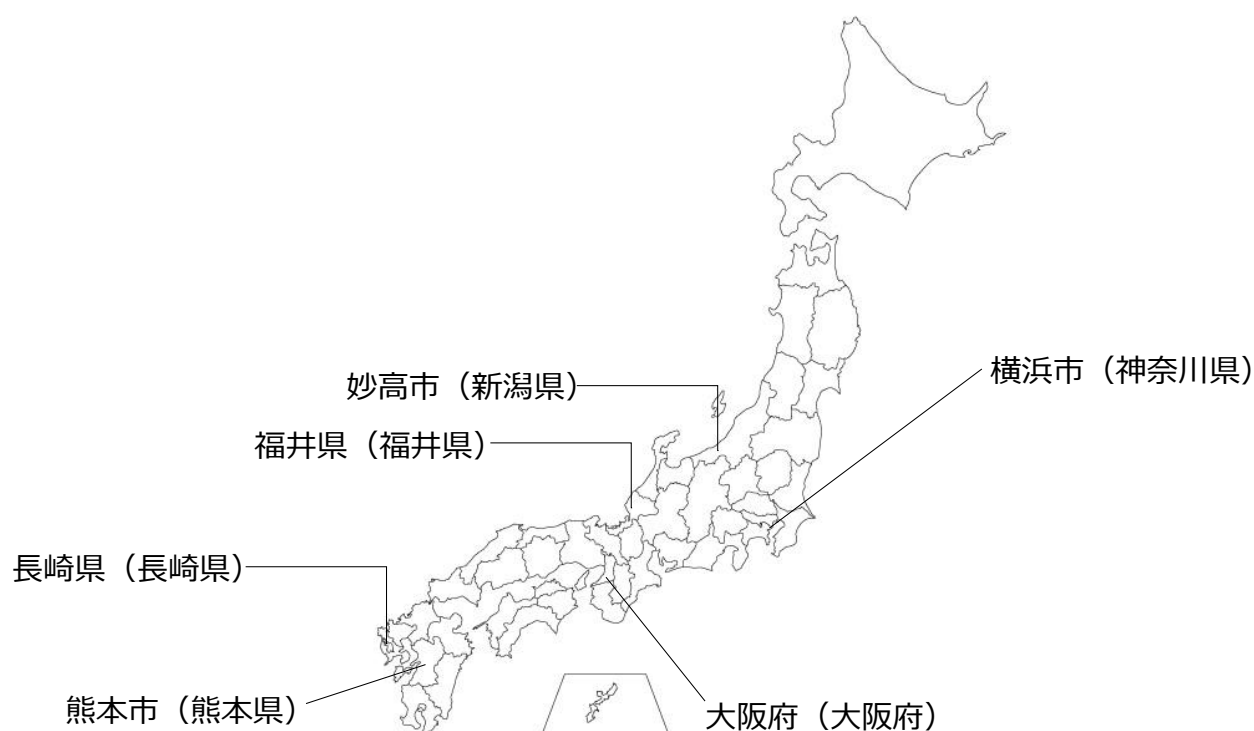 横浜市（神奈川県）
妙高市（新潟県）
福井県（福井県）
長崎県（長崎県）
熊本市（熊本県）
大阪府（大阪府）